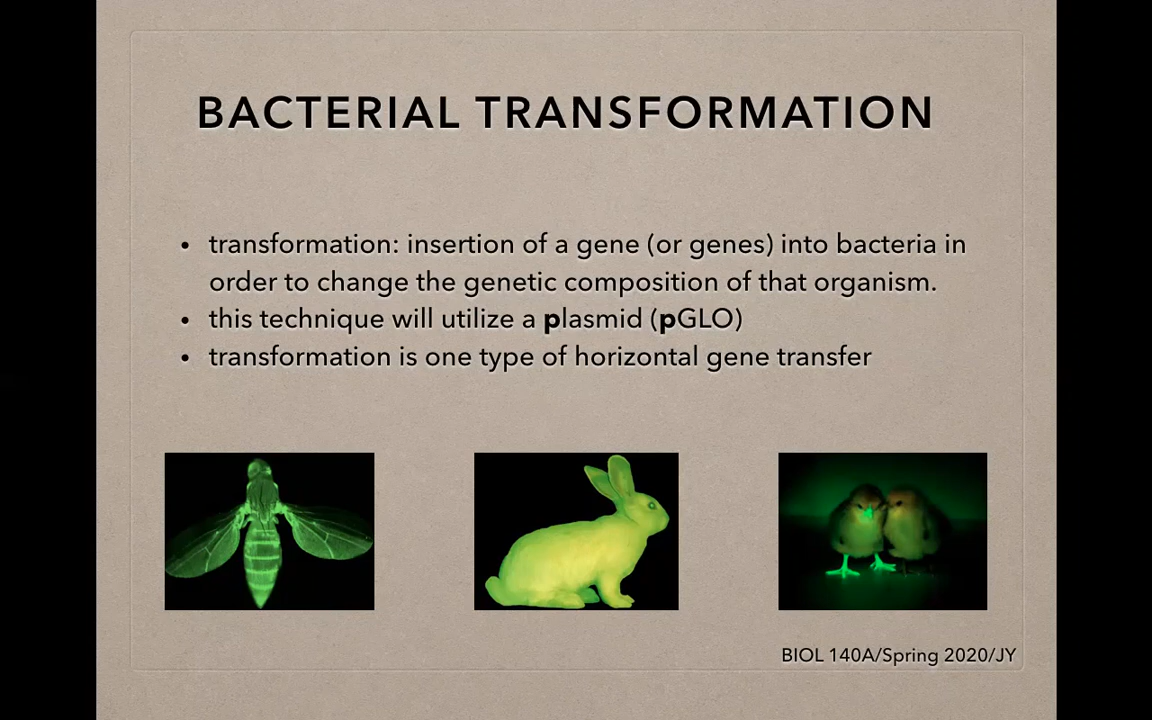 BACTERIAL TRANSFORMATION
• transformation: insertion of a gene (or genes) into bacteria in
order to change the genetic composition of that organism.
• this technique will utilize a plasmid (pGLO)
• transformation is one type of horizontal gene transfer
BIOL 140A/Spring 2020/JY